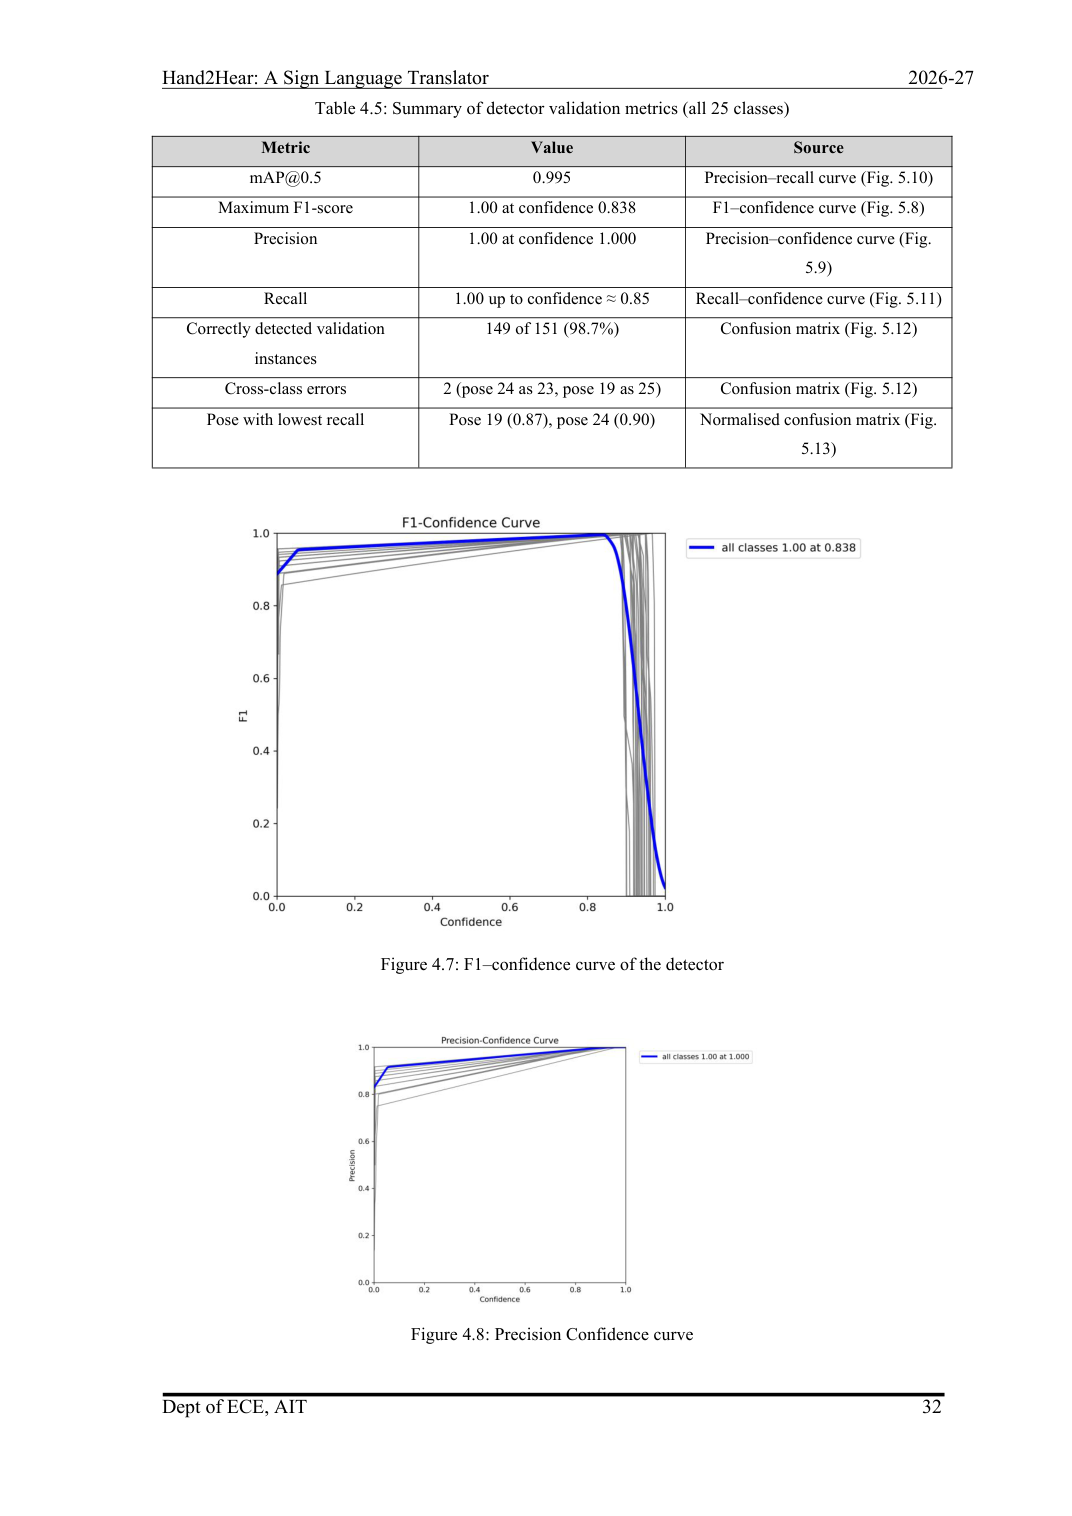 Hand2Hear: A Sign Language Translator 2026-27
Table 4.5: Summary of detector validation metrics (all 25 classes)
Metric Value Source
mAP@0.5 0.995 Precision–recall curve (Fig. 5.10)
Maximum F1-score 1.00 at confidence 0.838 F1–confidence curve (Fig. 5.8)
Precision 1.00 at confidence 1.000 Precision–confidence curve (Fig.
5.9)
Recall 1.00 up to confidence ≈ 0.85 Recall–confidence curve (Fig. 5.11)
Correctly detected validation 149 of 151 (98.7%) Confusion matrix (Fig. 5.12)
instances
Cross-class errors 2 (pose 24 as 23, pose 19 as 25) Confusion matrix (Fig. 5.12)
Pose with lowest recall Pose 19 (0.87), pose 24 (0.90) Normalised confusion matrix (Fig.
5.13)
F1-Confidence Curve
all classes 1.00 at 0.838
1.0
0.8
0.6
F1
0.4
0.2
0.0
0.0 0.2 0.4 0.6 0.8 1.0
Confidence
Figure 4.7: F1–confidence curve of the detector
Precision-Confidence Curve
all classes 1.00 at 1.000
1.0
0.8
0.6
Precision
0.4
0.2
0.0
0.0 0.2 0.4 0.6 0.8 1.0
Confidence
Figure 4.8: Precision Confidence curve
Dept of ECE, AIT 32